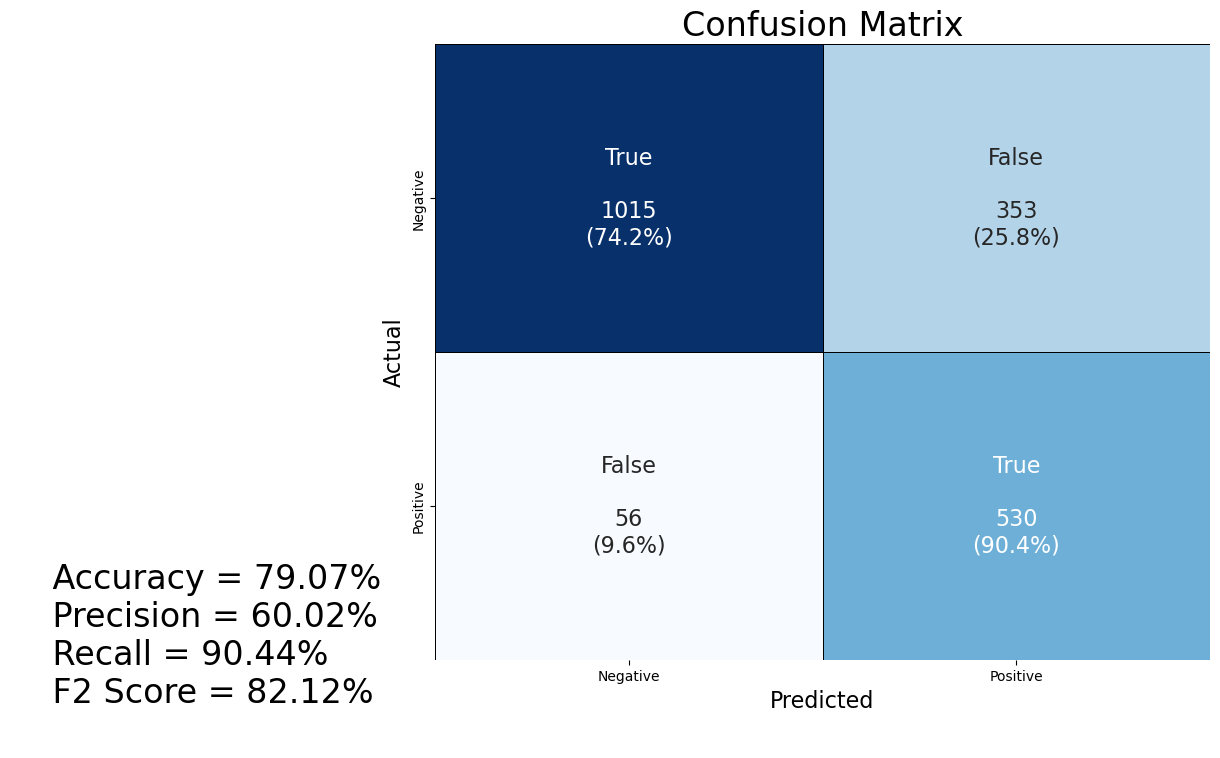 Confusion Matrix
Actual
Negative
True
1015
(74.2%)
False
353
(25.8%)
Positive
False
56
(9.6%)
True
530
(90.4%)
Negative
Positive
Predicted
Accuracy = 79.07%
Precision = 60.02%
Recall = 90.44%
F2 Score = 82.12%